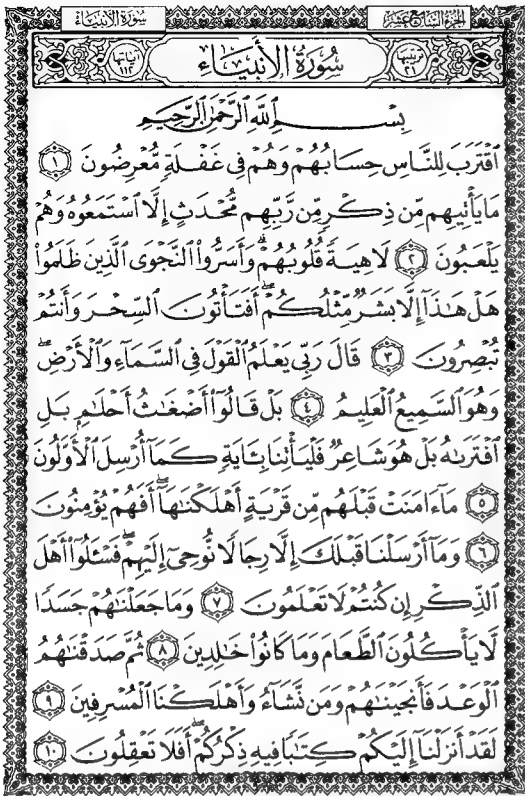 سورة الأنبياء
الجزء السابع عشر
ترتيبها ٢١
سُورَةُ الأَنبِيَاءِ
آياتها ١١٢
بِسْمِ ٱللَّهِ ٱلرَّحْمَٰنِ ٱلرَّحِيمِ
ٱقْتَرَبَ لِلنَّاسِ حِسَابُهُمْ وَهُمْ فِى غَفْلَةٍ مُّعْرِضُونَ ١
مَا يَأْتِيهِم مِّن ذِكْرٍ مِّن رَّبِّهِم مُّحْدَثٍ إِلَّا ٱسْتَمَعُوهُ وَهُمْ
يَلْعَبُونَ ٢ لَاهِيَةً قُلُوبُهُمْ ۗ وَأَسَرُّوا۟ ٱلنَّجْوَى ٱلَّذِينَ ظَلَمُوا۟
هَلْ هَٰذَآ إِلَّا بَشَرٌ مِّثْلُكُمْ ۖ أَفَتَأْتُونَ ٱلسِّحْرَ وَأَنتُمْ
تُبْصِرُونَ ٣ قَالَ رَبِّى يَعْلَمُ ٱلْقَوْلَ فِى ٱلسَّمَآءِ وَٱلْأَرْضِ ۖ
وَهُوَ ٱلسَّمِيعُ ٱلْعَلِيمُ ٤ بَلْ قَالُوٓا۟ أَضْغَٰثُ أَحْلَٰمٍۭ بَلِ
ٱفْتَرَىٰهُ بَلْ هُوَ شَاعِرٌ فَلْيَأْتِنَا بِـَٔايَةٍ كَمَآ أُرْسِلَ ٱلْأَوَّلُونَ
٥ مَآ ءَامَنَتْ قَبْلَهُم مِّن قَرْيَةٍ أَهْلَكْنَٰهَآ ۖ أَفَهُمْ يُؤْمِنُونَ
٦ وَمَآ أَرْسَلْنَا قَبْلَكَ إِلَّا رِجَالًا نُّوحِىٓ إِلَيْهِمْ ۖ فَسْـَٔلُوٓا۟ أَهْلَ
ٱلذِّكْرِ إِن كُنتُمْ لَا تَعْلَمُونَ ٧ وَمَا جَعَلْنَٰهُمْ جَسَدًا
لَّا يَأْكُلُونَ ٱلطَّعَامَ وَمَا كَانُوا۟ خَٰلِدِينَ ٨ ثُمَّ صَدَقْنَٰهُمُ
ٱلْوَعْدَ فَأَنجَيْنَٰهُمْ وَمَن نَّشَآءُ وَأَهْلَكْنَا ٱلْمُسْرِفِينَ ٩
لَقَدْ أَنزَلْنَآ إِلَيْكُمْ كِتَٰبًا فِيهِ ذِكْرُكُمْ ۖ أَفَلَا تَعْقِلُونَ ١٠